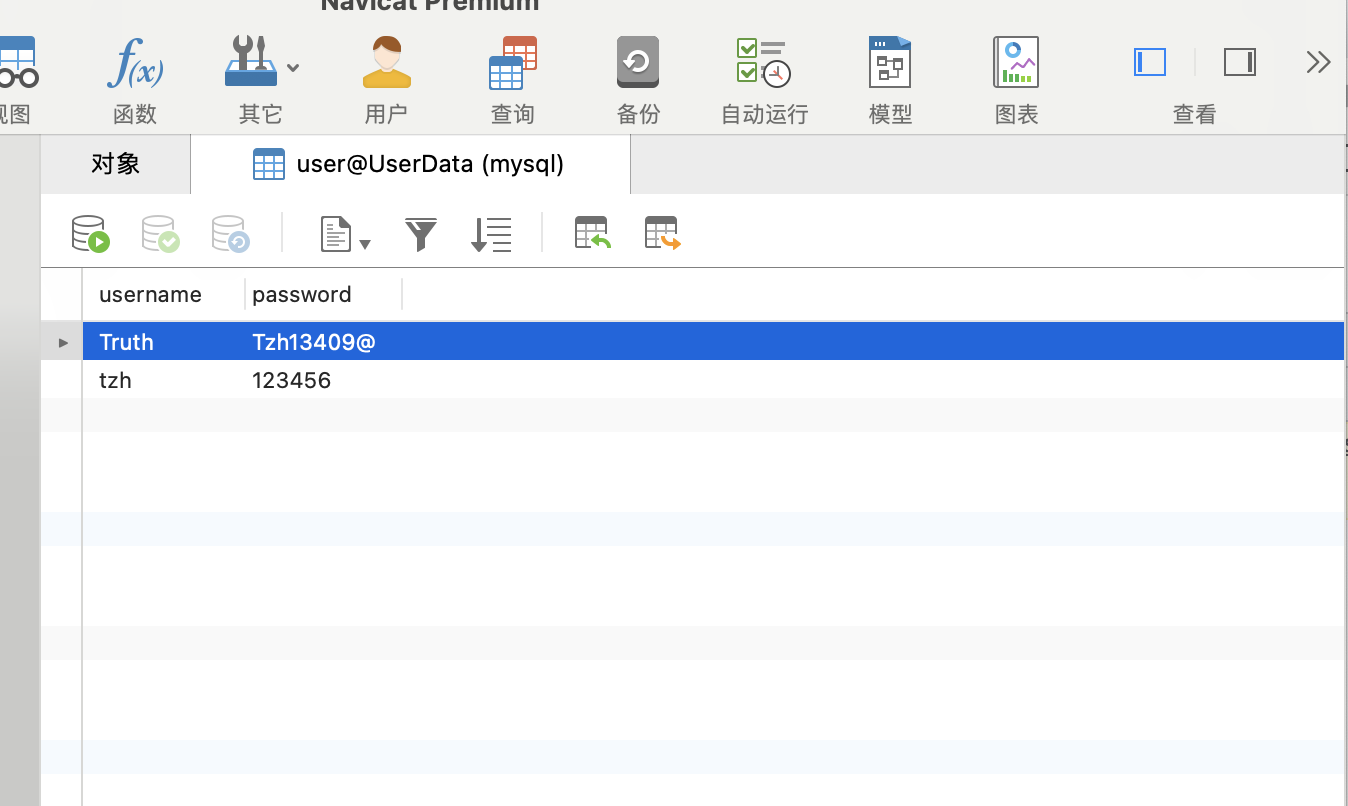 Navicat Premium
视图 函数 其它 用户 查询 备份 自动运行 模型 图表 查看
对象 user@UserData (mysql)
username password
Truth Tzh13409@
tzh 123456